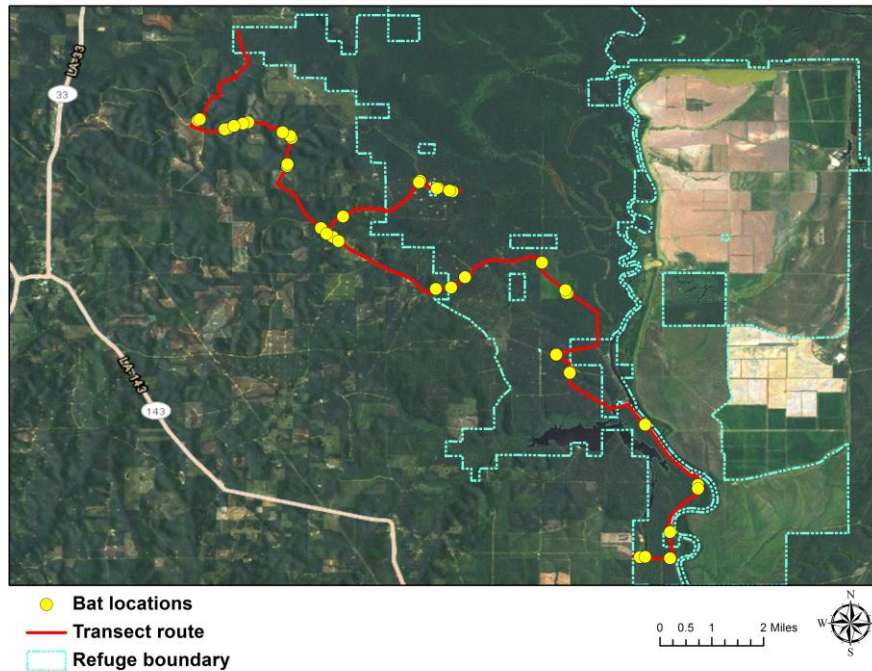 LA-33
33
LA-143
143
Bat locations
Transect route
Refuge boundary
0 0.5 1 2 Miles
N
W E
S